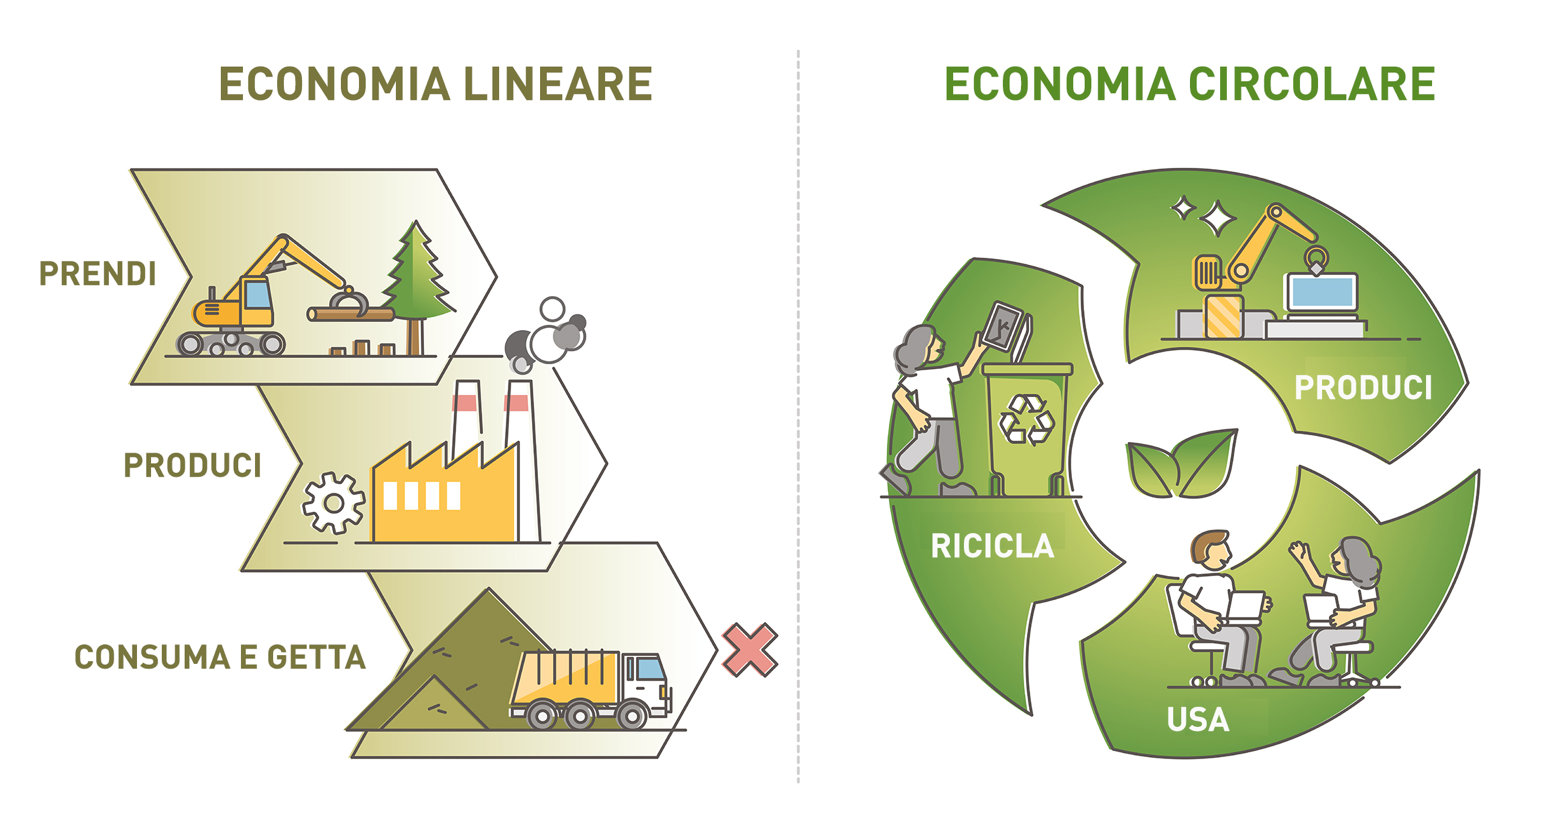 ECONOMIA LINEARE
PRENDI
PRODUCI
CONSUMA E GETTA
ECONOMIA CIRCOLARE
PRODUCI
USA
RICICLA